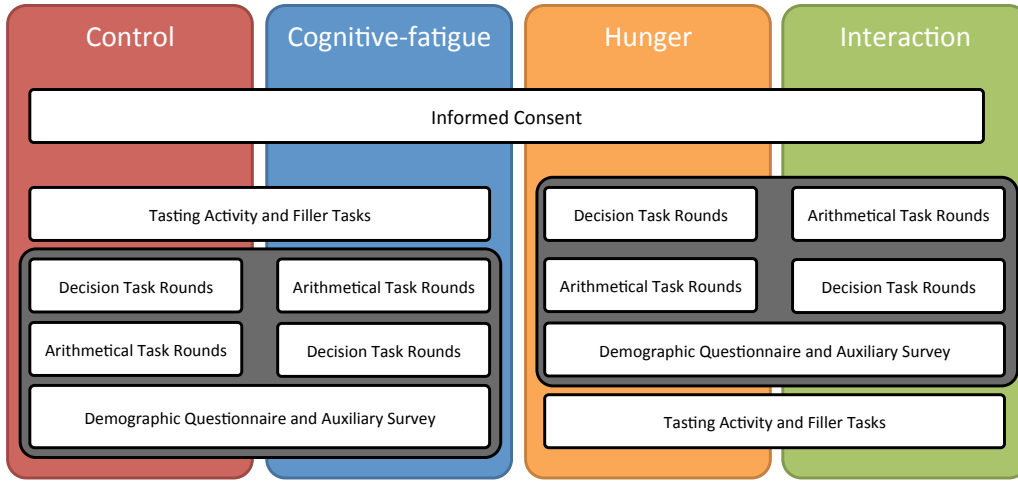 Control
Cognitive-fatigue
Hunger
Interaction
Informed Consent
Tasting Activity and Filler Tasks
Decision Task Rounds
Arithmetical Task Rounds
Arithmetical Task Rounds
Decision Task Rounds
Demographic Questionnaire and Auxiliary Survey
Decision Task Rounds
Arithmetical Task Rounds
Arithmetical Task Rounds
Decision Task Rounds
Demographic Questionnaire and Auxiliary Survey
Tasting Activity and Filler Tasks